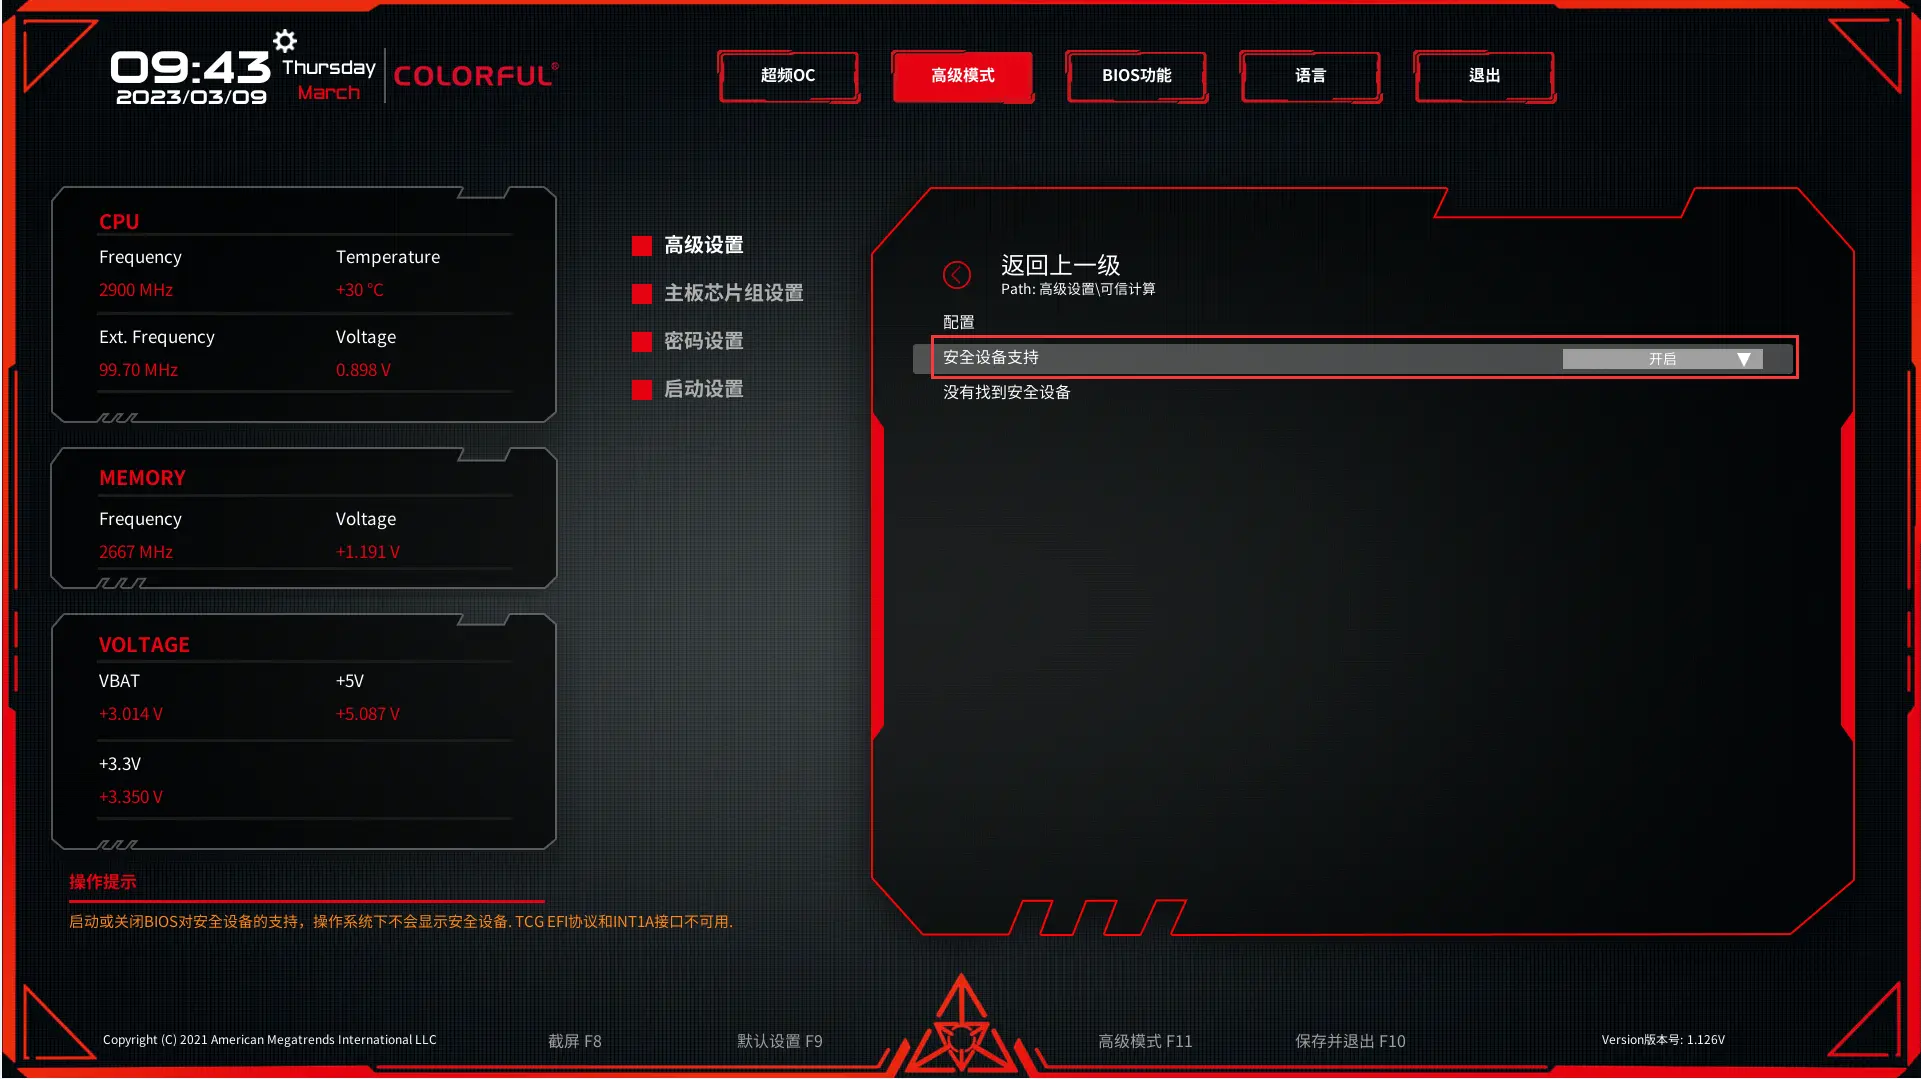 09:43
Thursday
2023/03/09
March
COLORFUL®
超频OC
高级模式
BIOS功能
语言
退出
CPU
Frequency
Temperature
2900 MHz
+30 °C
Ext. Frequency
Voltage
99.70 MHz
0.898 V
MEMORY
Frequency
Voltage
2667 MHz
+1.191 V
VOLTAGE
VBAT
+5V
+3.014 V
+5.087 V
+3.3V
+3.350 V
操作提示
启动或关闭BIOS对安全设备的支持，操作系统下不会显示安全设备. TCG EFI协议和INT1A接口不可用.
高级设置
主板芯片组设置
密码设置
启动设置
返回上一级
Path: 高级设置\可信计算
配置
安全设备支持
开启
没有找到安全设备
Copyright (C) 2021 American Megatrends International LLC
截屏 F8
默认设置 F9
高级模式 F11
保存并退出 F10
Version版本号: 1.126V